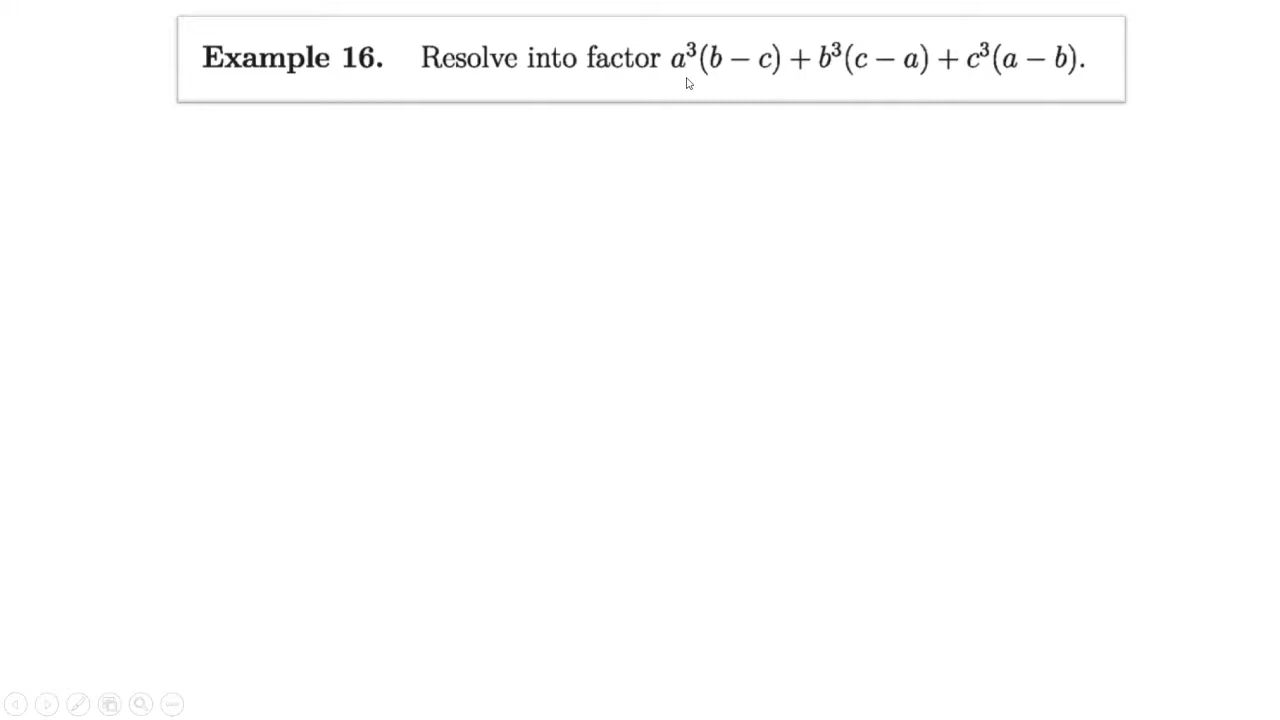 Example 16. Resolve into factor a³(b − c) + b³(c − a) + c³(a − b).